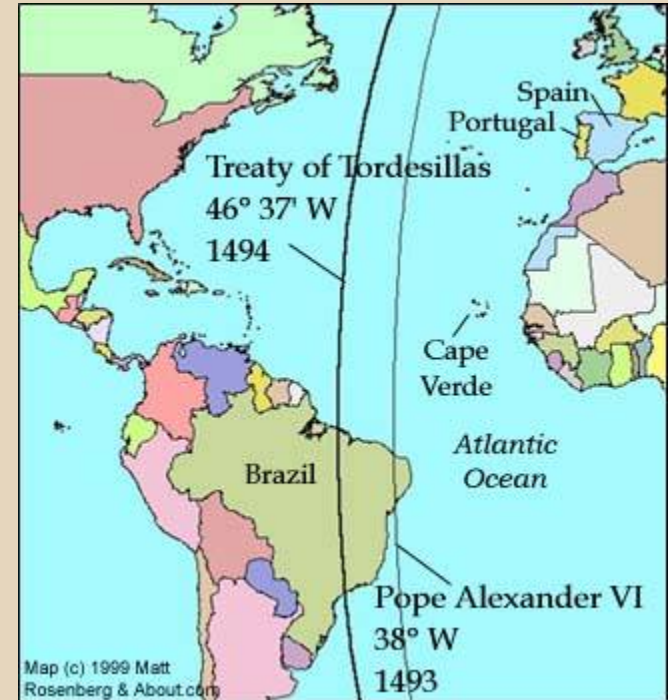 Spain
Portugal
Treaty of Tordesillas
46° 37' W
1494
Cape
Verde
Atlantic
Ocean
Brazil
Pope Alexander VI
38° W
1493
Map (c) 1999 Matt
Rosenberg & About.com